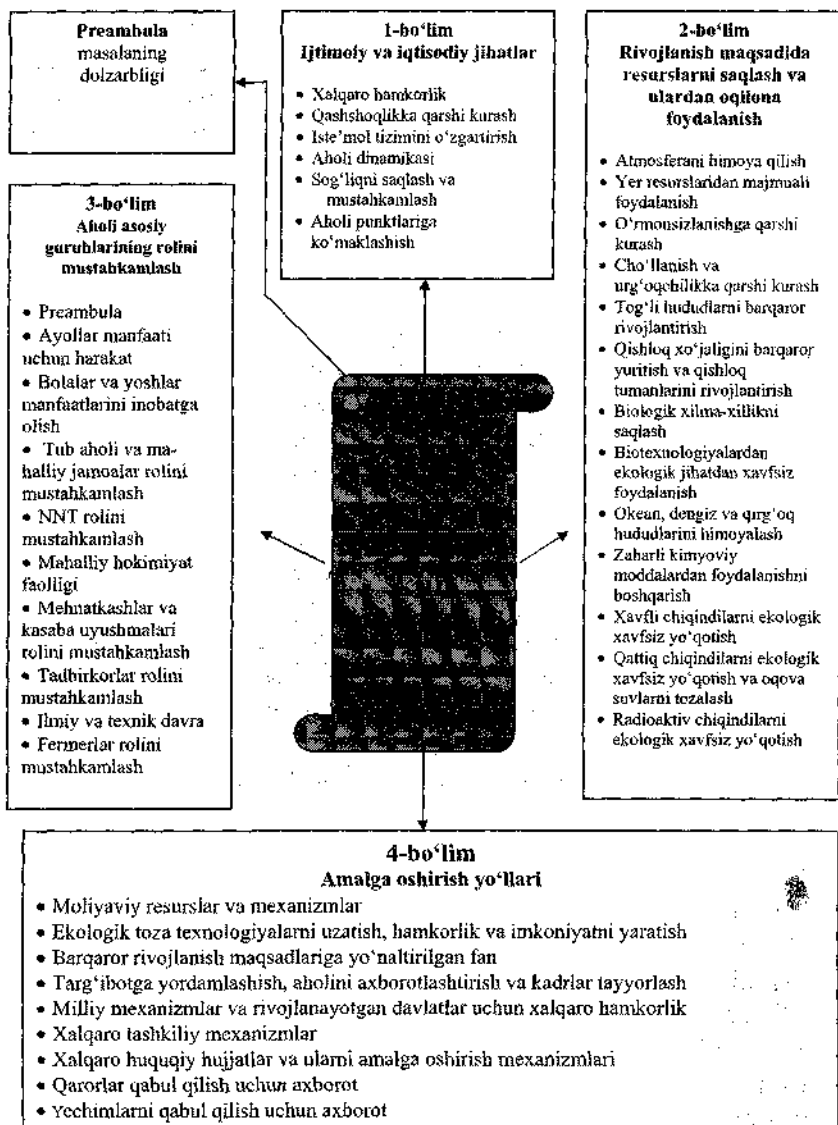 Preambula
masalaning
dolzarbligi
1-bo‘lim
Ijtimoiy va iqtisodiy jihatlar
• Xalqaro hamkorlik
• Qashshoqlikka qarshi kurash
• Iste’mol tizimini o‘zgartirish
• Aholi dinamikasi
• Sog‘liqni saqlash va
mustahkamlash
• Aholi punktlariga
ko‘maklashish
2-bo‘lim
Rivojlanish maqsadida
resurslarni saqlash va
ulardan oqilona
foydalanish
• Atmosferani himoya qilish
• Yer resurslaridan majmuali
foydalanish
• O‘rmonsizlanishga qarshi
kurash
• Cho‘llanish va
qurg‘oqchilikka qarshi kurash
• Tog‘li hududlarni barqaror
rivojlantirish
• Qishloq xo‘jaligini barqaror
yuritish va qishloq
tumanlarini rivojlantirish
• Biologik xilma-xillikni
saqlash
• Biotexnologiyalardan
ekologik jihatdan xavfsiz
foydalanish
• Okean, dengiz va qirg‘oq
hududlarini himoyalash
• Zaharli kimyoviy
moddalardan foydalanishni
boshqarish
• Xavfli chiqindilarni ekologik
xavfsiz yo‘qotish
• Qattiq chiqindilarni ekologik
xavfsiz yo‘qotish va oqova
suvlarni tozalash
• Radioaktiv chiqindilarni
ekologik xavfsiz yo‘qotish
3-bo‘lim
Aholi asosiy
guruhlarining rolini
mustahkamlash
• Preambula
• Ayollar manfaati
uchun harakat
• Bolalar va yoshlar
manfaatlarini inobatga
olish
• Tub aholi va ma-
halliy jamoalar rolini
mustahkamlash
• NNT rolini
mustahkamlash
• Mahalliy hokimiyat
faolligi
• Mehnatkashlar va
kasaba uyushmalari
rolini mustahkamlash
• Tadbirkorlar rolini
mustahkamlash
• Ilmiy va texnik davra
• Fermerlar rolini
mustahkamlash
4-bo‘lim
Amalga oshirish yo‘llari
• Moliyaviy resurslar va mexanizmlar
• Ekologik toza texnologiyalarni uzatish, hamkorlik va imkoniyatni yaratish
• Barqaror rivojlanish maqsadlariga yo‘naltirilgan fan
• Targ‘ibotga yordamlashish, aholini axborotlashtirish va kadrlar tayyorlash
• Milliy mexanizmlar va rivojlanayotgan davlatlar uchun xalqaro hamkorlik
• Xalqaro tashkiliy mexanizmlar
• Xalqaro huquqiy hujjatlar va ularni amalga oshirish mexanizmlari
• Qarorlar qabul qilish uchun axborot
• Yechimlarni qabul qilish uchun axborot